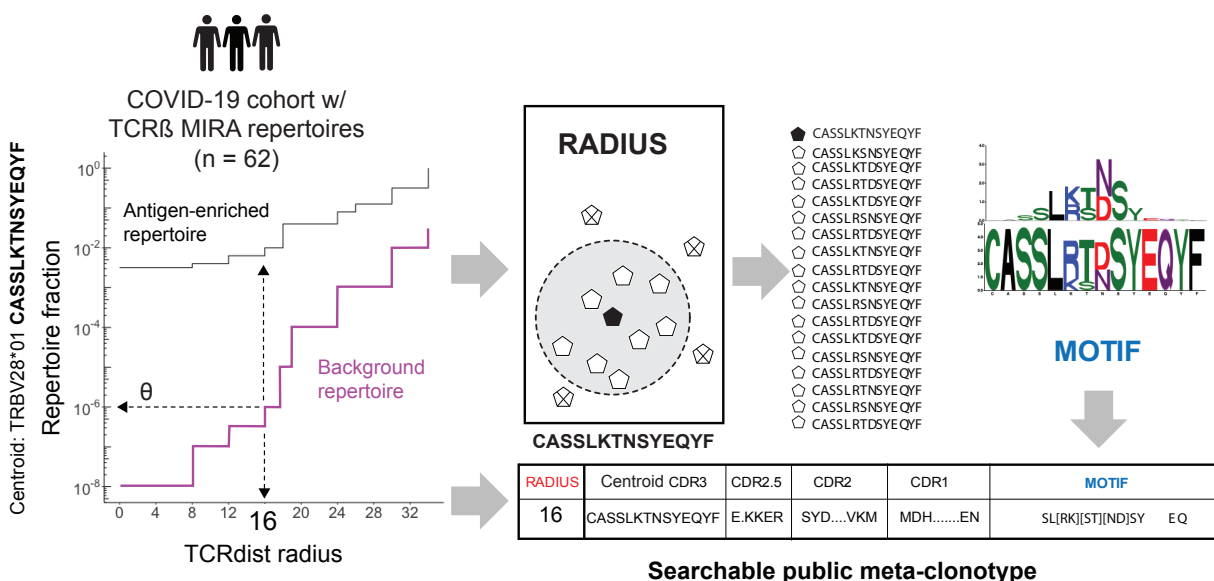 COVID-19 cohort w/
TCRß MIRA repertoires
(n = 62)
Centroid: TRBV28*01 CASSLKTNSYEQYF
Repertoire fraction
10^0
10^-2
10^-4
10^-6
10^-8
Antigen-enriched
repertoire
θ
Background
repertoire
0 4 8 12 16 20 24 28 32
TCRdist radius
RADIUS
CASSLKTNSYEQYF
CASSLKTNSYEQYF
CASSLKSNSYEQYF
CASSLKTDSYEQYF
CASSLRTDSYEQYF
CASSLKTDSYEQYF
CASSLRSNSYEQYF
CASSLRTDSYEQYF
CASSLKTNSYEQYF
CASSLRTDSYEQYF
CASSLKTNSYEQYF
CASSLRSNSYEQYF
CASSLRTDSYEQYF
CASSLKTDSYEQYF
CASSLRSNSYEQYF
CASSLRTDSYEQYF
CASSLRTNSYEQYF
CASSLRSNSYEQYF
CASSLRTDSYEQYF
MOTIF
RADIUS Centroid CDR3 CDR2.5 CDR2 CDR1 MOTIF
16 CASSLKTNSYEQYF E.KKER SYD....VKM MDH.......EN SL[RK][ST][ND]SY EQ
Searchable public meta-clonotype